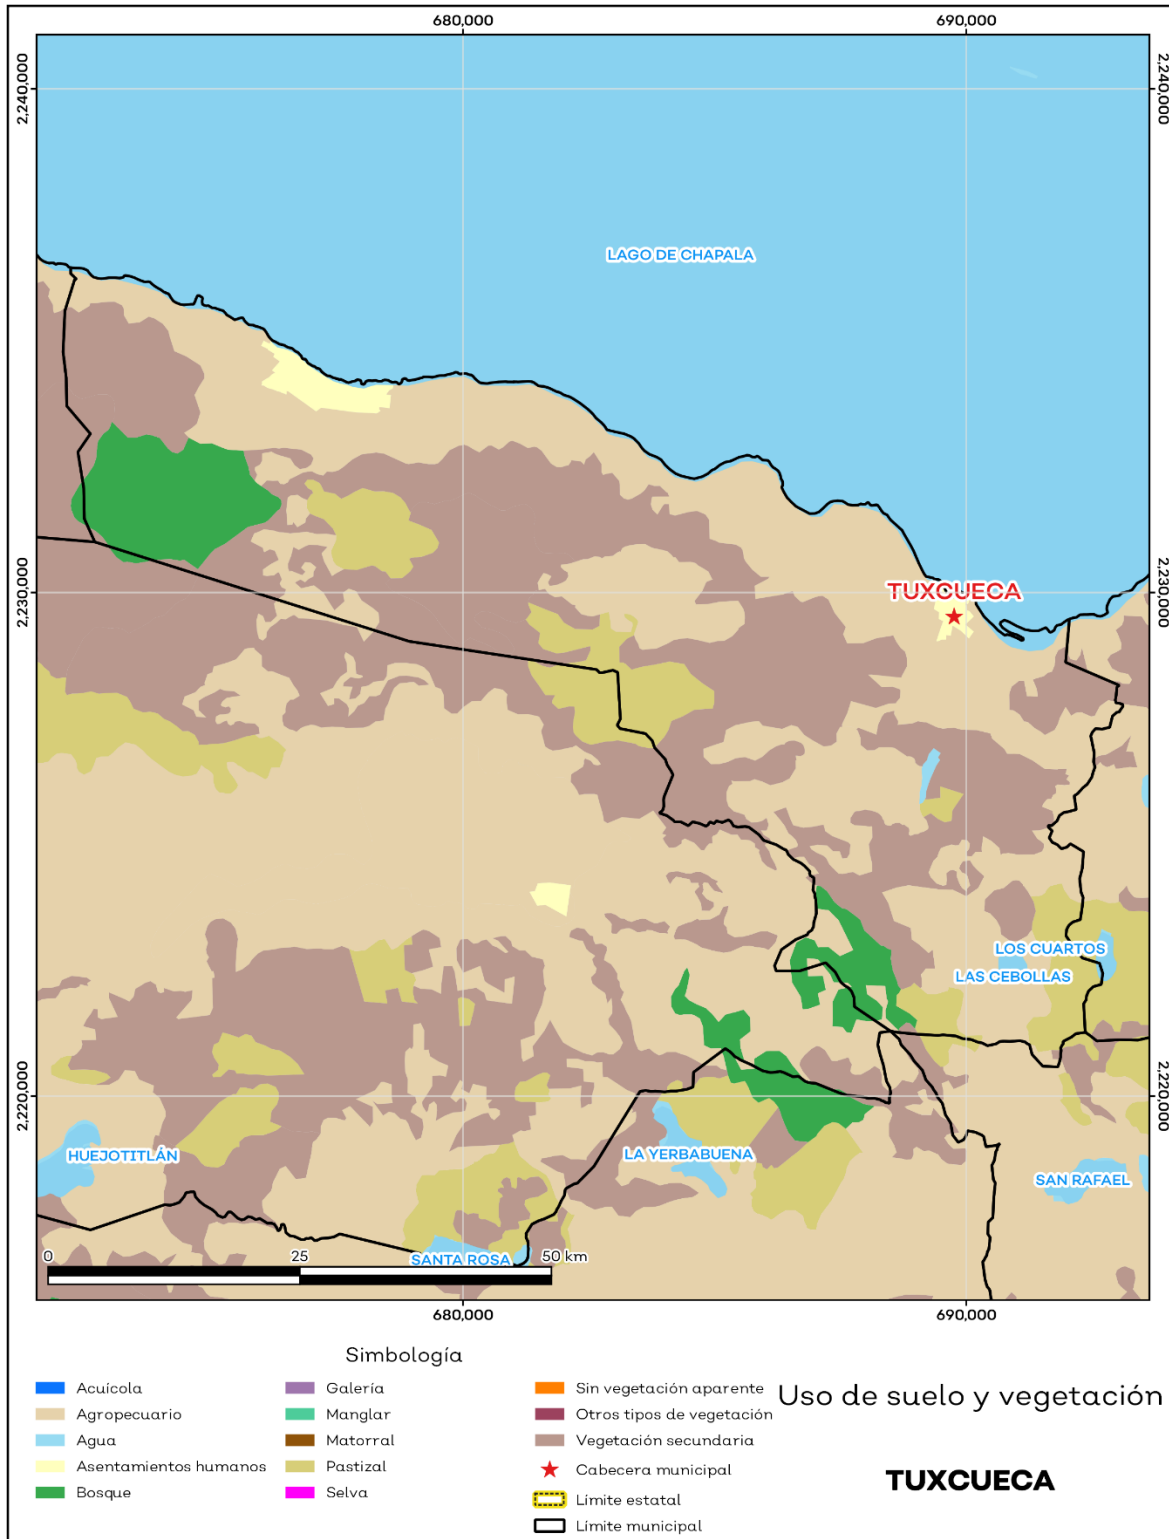 680,000 690,000
2,240,000 2,240,000
LAGO DE CHAPALA
2,230,000 2,230,000
TUXCUECA
LOS CUARTOS
LAS CEBOLLAS
2,220,000 2,220,000
HUEJOTITLÁN
LA YERBABUENA
SAN RAFAEL
SANTA ROSA
0 25 50 km
680,000 690,000
Simbología
Acuícola
Agropecuario
Agua
Asentamientos humanos
Bosque
Galería
Manglar
Matorral
Pastizal
Selva
Sin vegetación aparente
Otros tipos de vegetación
Vegetación secundaria
Cabecera municipal
Límite estatal
Límite municipal
Uso de suelo y vegetación
TUXCUECA